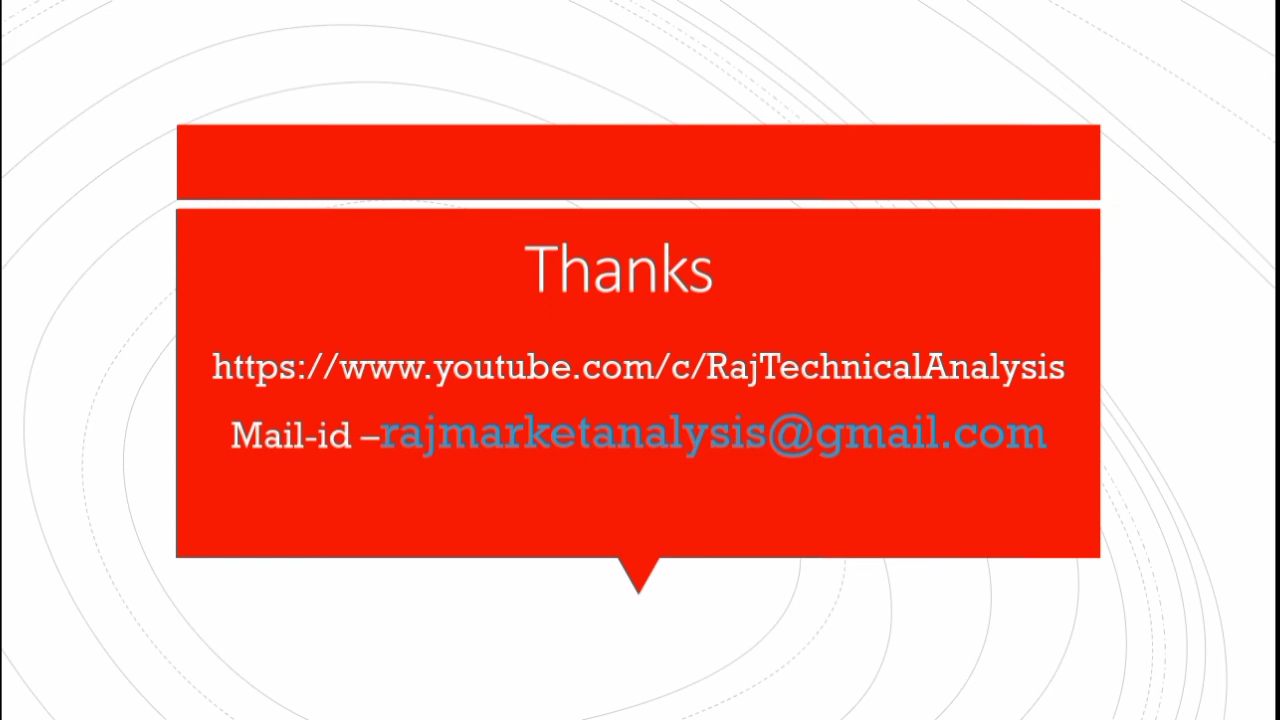 Thanks
https://www.youtube.com/c/RajTechnicalAnalysis
Mail-id –rajmarketanalysis@gmail.com